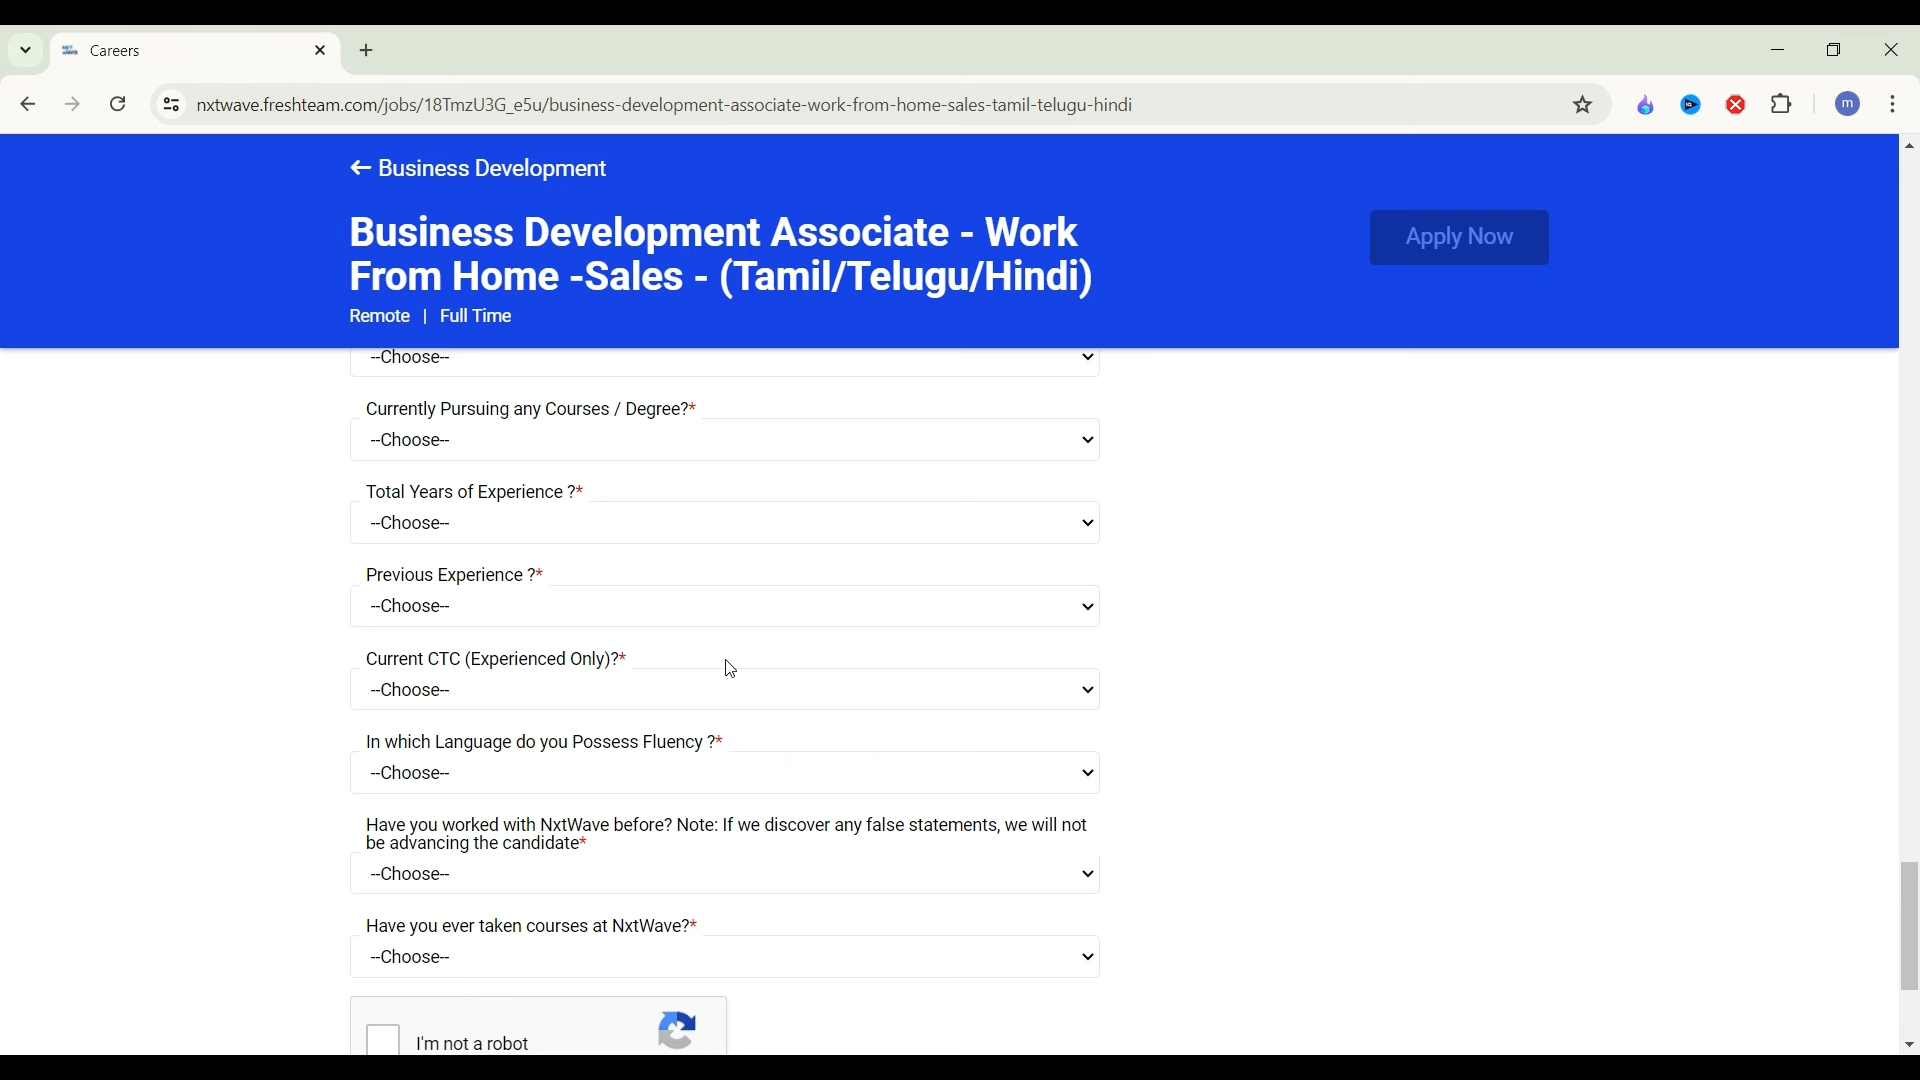 Careers
nxtwave.freshteam.com/jobs/18TmzU3G_e5u/business-development-associate-work-from-home-sales-tamil-telugu-hindi
m
Business Development
Business Development Associate - Work
From Home -Sales - (Tamil/Telugu/Hindi)
Apply Now
Remote | Full Time
--Choose--
Currently Pursuing any Courses / Degree?*
--Choose--
Total Years of Experience ?*
--Choose--
Previous Experience ?*
--Choose--
Current CTC (Experienced Only)?*
--Choose--
In which Language do you Possess Fluency ?*
--Choose--
Have you worked with NxtWave before? Note: If we discover any false statements, we will not
be advancing the candidate*
--Choose--
Have you ever taken courses at NxtWave?*
--Choose--
I'm not a robot